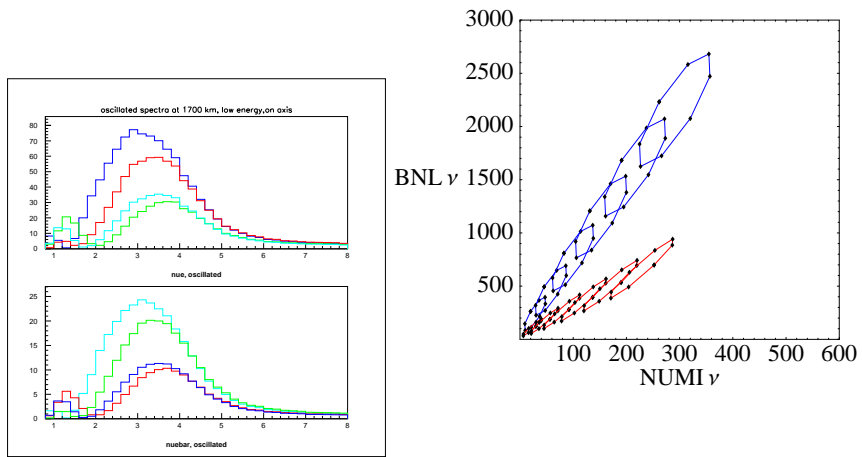 oscillated spectra at 1700 km, low energy,on axis
80
70
60
50
40
30
20
10
0
1 2 3 4 5 6 7 8
nue, oscillated
25
20
15
10
5
0
1 2 3 4 5 6 7 8
nuebar, oscillated
3000
2500
2000
BNL ν 1500
1000
500
100 200 300 400 500 600
NUMI ν